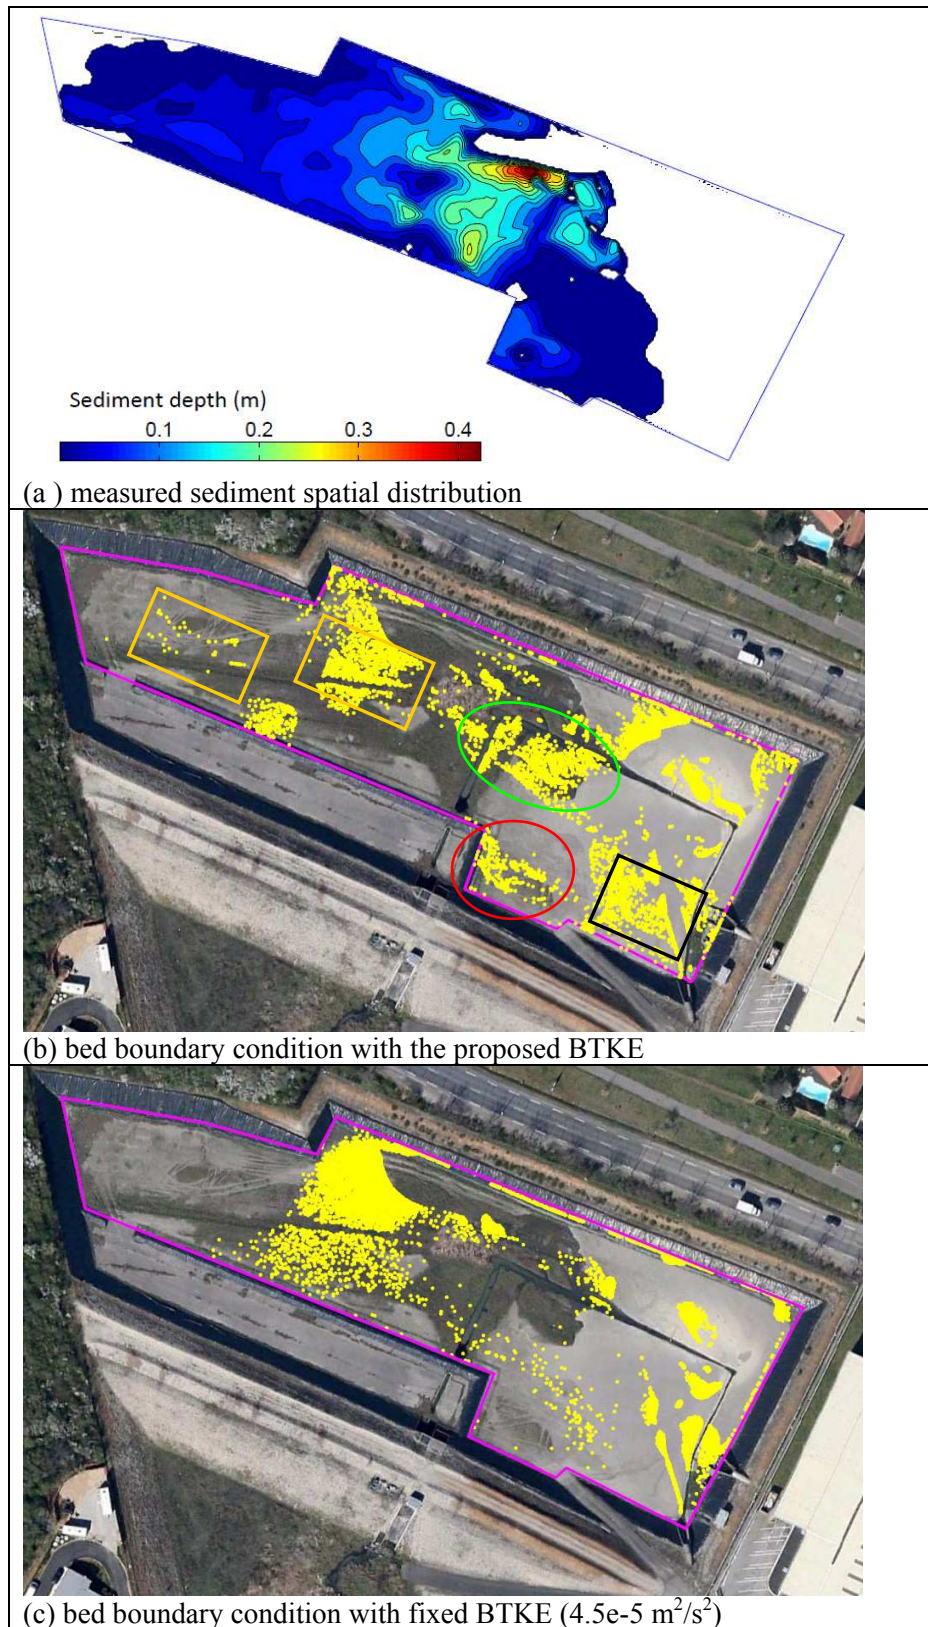 Sediment depth (m)
0.1 0.2 0.3 0.4
(a ) measured sediment spatial distribution
(b) bed boundary condition with the proposed BTKE
(c) bed boundary condition with fixed BTKE (4.5e-5 m²/s²)